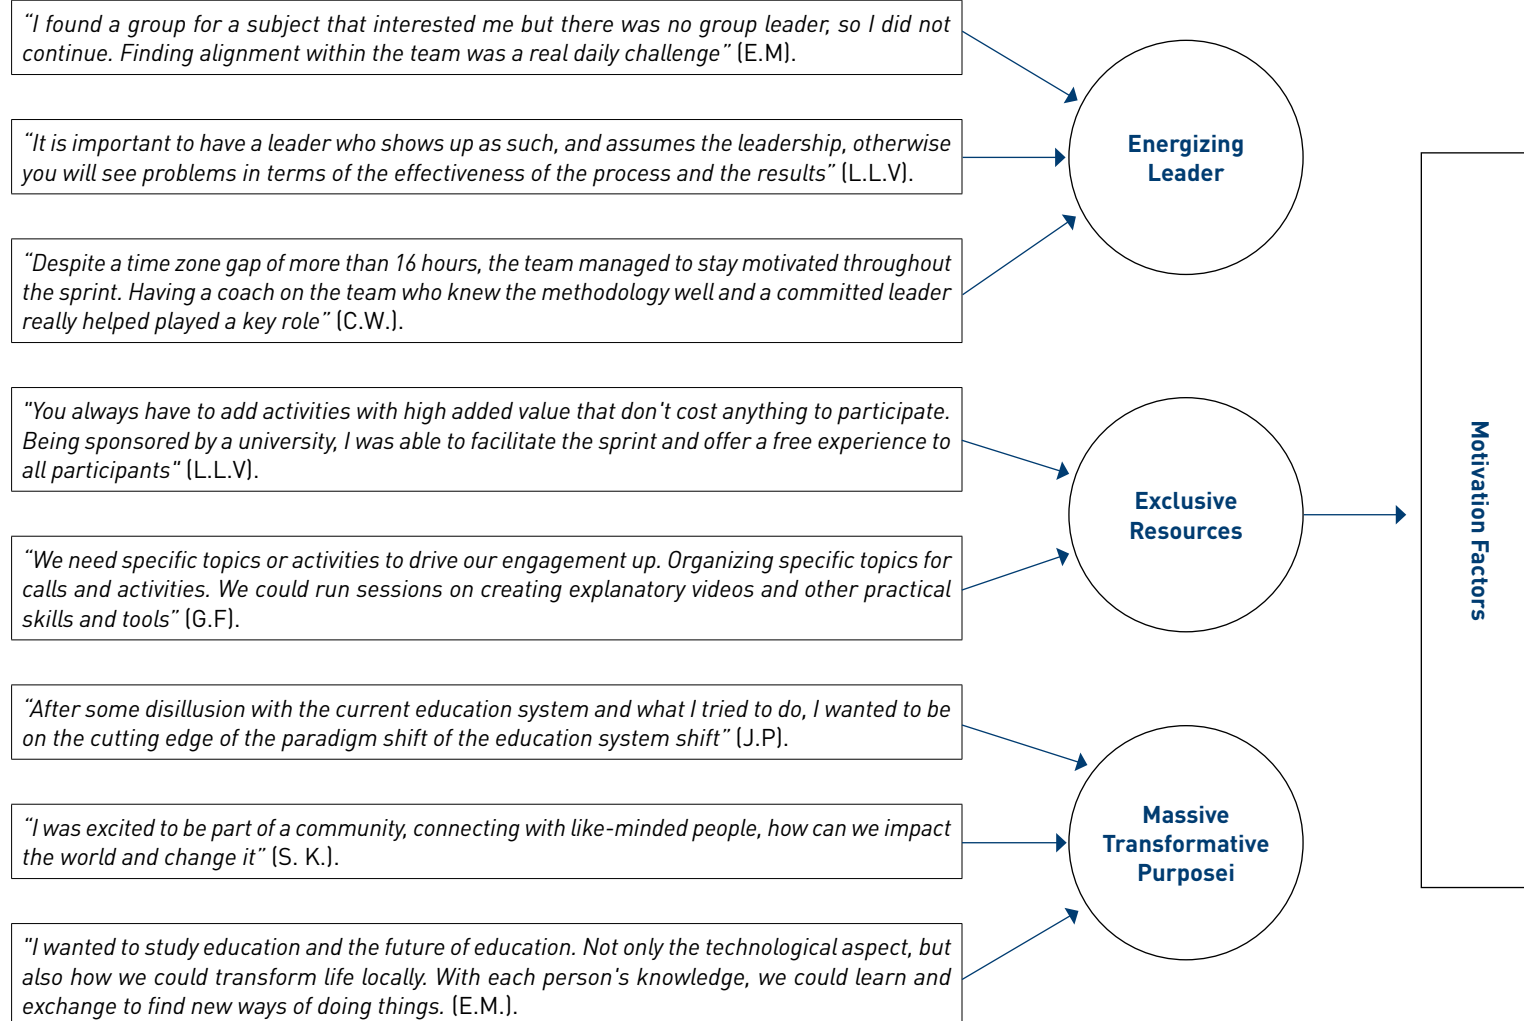 “I found a group for a subject that interested me but there was no group leader, so I did not
continue. Finding alignment within the team was a real daily challenge” (E.M).
“It is important to have a leader who shows up as such, and assumes the leadership, otherwise
you will see problems in terms of the effectiveness of the process and the results” (L.L.V).
“Despite a time zone gap of more than 16 hours, the team managed to stay motivated throughout
the sprint. Having a coach on the team who knew the methodology well and a committed leader
really helped played a key role” (C.W.).
Energizing
Leader
"You always have to add activities with high added value that don't cost anything to participate.
Being sponsored by a university, I was able to facilitate the sprint and offer a free experience to
all participants" (L.L.V).
“We need specific topics or activities to drive our engagement up. Organizing specific topics for
calls and activities. We could run sessions on creating explanatory videos and other practical
skills and tools” (G.F).
Exclusive
Resources
“After some disillusion with the current education system and what I tried to do, I wanted to be
on the cutting edge of the paradigm shift of the education system shift” (J.P).
“I was excited to be part of a community, connecting with like-minded people, how can we impact
the world and change it” (S. K.).
"I wanted to study education and the future of education. Not only the technological aspect, but
also how we could transform life locally. With each person's knowledge, we could learn and
exchange to find new ways of doing things. (E.M.).
Massive
Transformative
Purposei
Motivation Factors